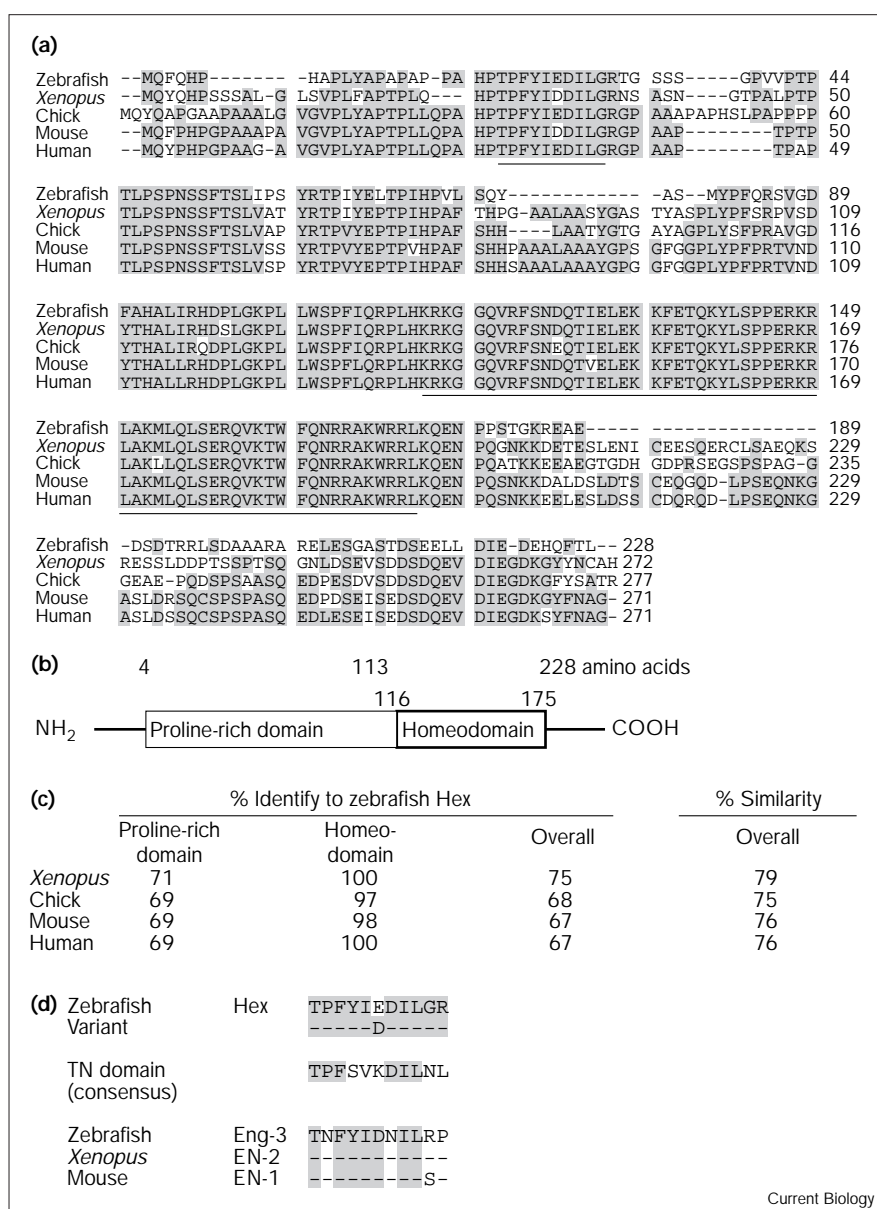 (a)
Zebrafish --MQFQHP-------HAPLYAPAPAP-PA HPTPFYIEDILGRTG SSS-----GPVVPTP 44
Xenopus --MQYQHPSSSAL-G LSVPLFAPTPLQ---HPTPFYIDDILGRNS ASN----GTPALPTP 50
Chick MQYQAPGAAPAAALG VGVPLYAPTPLLQPA HPTPFYIEDILGRGP AAAPAPHSLPAPPPP 60
Mouse --MQFPHPGPAAAPA VGVPLYAPTPLLQPA HPTPFYIDDILGRGP AAP--------TPTP 50
Human --MQYPHPGPAAG-A VGVPLYAPTPLLQPA HPTPFYIEDILGRGP AAP--------TPAP 49
Zebrafish TLPSPNSSFTSLIPS YRTPIYELTPIHPVL SQY------------AS--MYPFQRSVGD 89
Xenopus TLPSPNSSFTSLVAT YRTPIYEPTPIHPAF THPG-AALAASYGAS TYASPLYPFSRPVSD 109
Chick TLPSPNSSFTSLVAP YRTPVYEPTPIHPAF SHH----LAATYGTG AYAGPLYSFPRAVGD 116
Mouse TLPSPNSSFTSLVSS YRTPVYEPTPVHPAF SHHPAAALAAAYGPS GFGGPLYPFPRTVND 110
Human TLPSPNSSFTSLVSP YRTPVYEPTPIHPAF SHHSAAALAAAYGPG GFGGPLYPFPRTVND 109
Zebrafish FAHALIRHDPLGKPL LWSPFIQRPLHKRKG GQVRFSNDQTIELEK KFETQKYLSPPERKR 149
Xenopus YTHALIRHDSLGKPL LWSPFIQRPLHKRKG GQVRFSNDQTIELEK KFETQKYLSPPERKR 169
Chick YTHALIRQDPLGKPL LWSPFIQRPLHKRKG GQVRFSNEQTIELEK KFETQKYLSPPERKR 176
Mouse YTHALLRHDPLGKPL LWSPFLQRPLHKRKG GQVRFSNDQTVELEK KFETQKYLSPPERKR 170
Human YTHALLRHDPLGKPL LWSPFLQRPLHKRKG GQVRFSNDQTIELEK KFETQKYLSPPERKR 169
Zebrafish LAKMLQLSERQVKTW FQNRRAKWRRLKQEN PPSTGKREAE---------------189
Xenopus LAKMLQLSERQVKTW FQNRRAKWRRLKQEN PQGNKKDETESLENI CEESQERCLSAEQKS 229
Chick LAKLLQLSERQVKTW FQNRRAKWRRLKQEN PQATKKEEAEGTGDH GDPRSEGSPSPAG-G 235
Mouse LAKMLQLSERQVKTW FQNRRAKWRRLKQEN PQSNKKDALDSLDTS CEQGQD-LPSEQNKG 229
Human LAKMLQLSERQVKTW FQNRRAKWRRLKQEN PQSNKKEELESLDSS CDQRQD-LPSEQNKG 229
Zebrafish -DSDTRRLSDAAARA RELESGASTDSEELL DIE-DEHQFTL-- 228
Xenopus RESSLDDPTSSPTSQ GNLDSEVSDDSDQEV DIEGDKGYYNCAH 272
Chick GEAE-PQDSPSAASQ EDPESDVSDDSDQEV DIEGDKGFYSATR 277
Mouse ASLDRSQCSPSPASQ EDPDSEISEDSDQEV DIEGDKGYFNAG- 271
Human ASLDSSQCSPSPASQ EDLESEISEDSDQEV DIEGDKSYFNAG- 271
(b)
4 113 228 amino acids
116 175
NH2 Proline-rich domain Homeodomain COOH
(c) % Identify to zebrafish Hex % Similarity
Proline-rich Homeo- Overall Overall
domain domain
Xenopus 71 100 75 79
Chick 69 97 68 75
Mouse 69 98 67 76
Human 69 100 67 76
(d) Zebrafish Hex TPFYIEDILGR
Variant -----D-----
TN domain TPFSVKDILNL
(consensus)
Zebrafish Eng-3 TNFYIDNILRP
Xenopus EN-2 -----------
Mouse EN-1 ---------S-
Current Biology